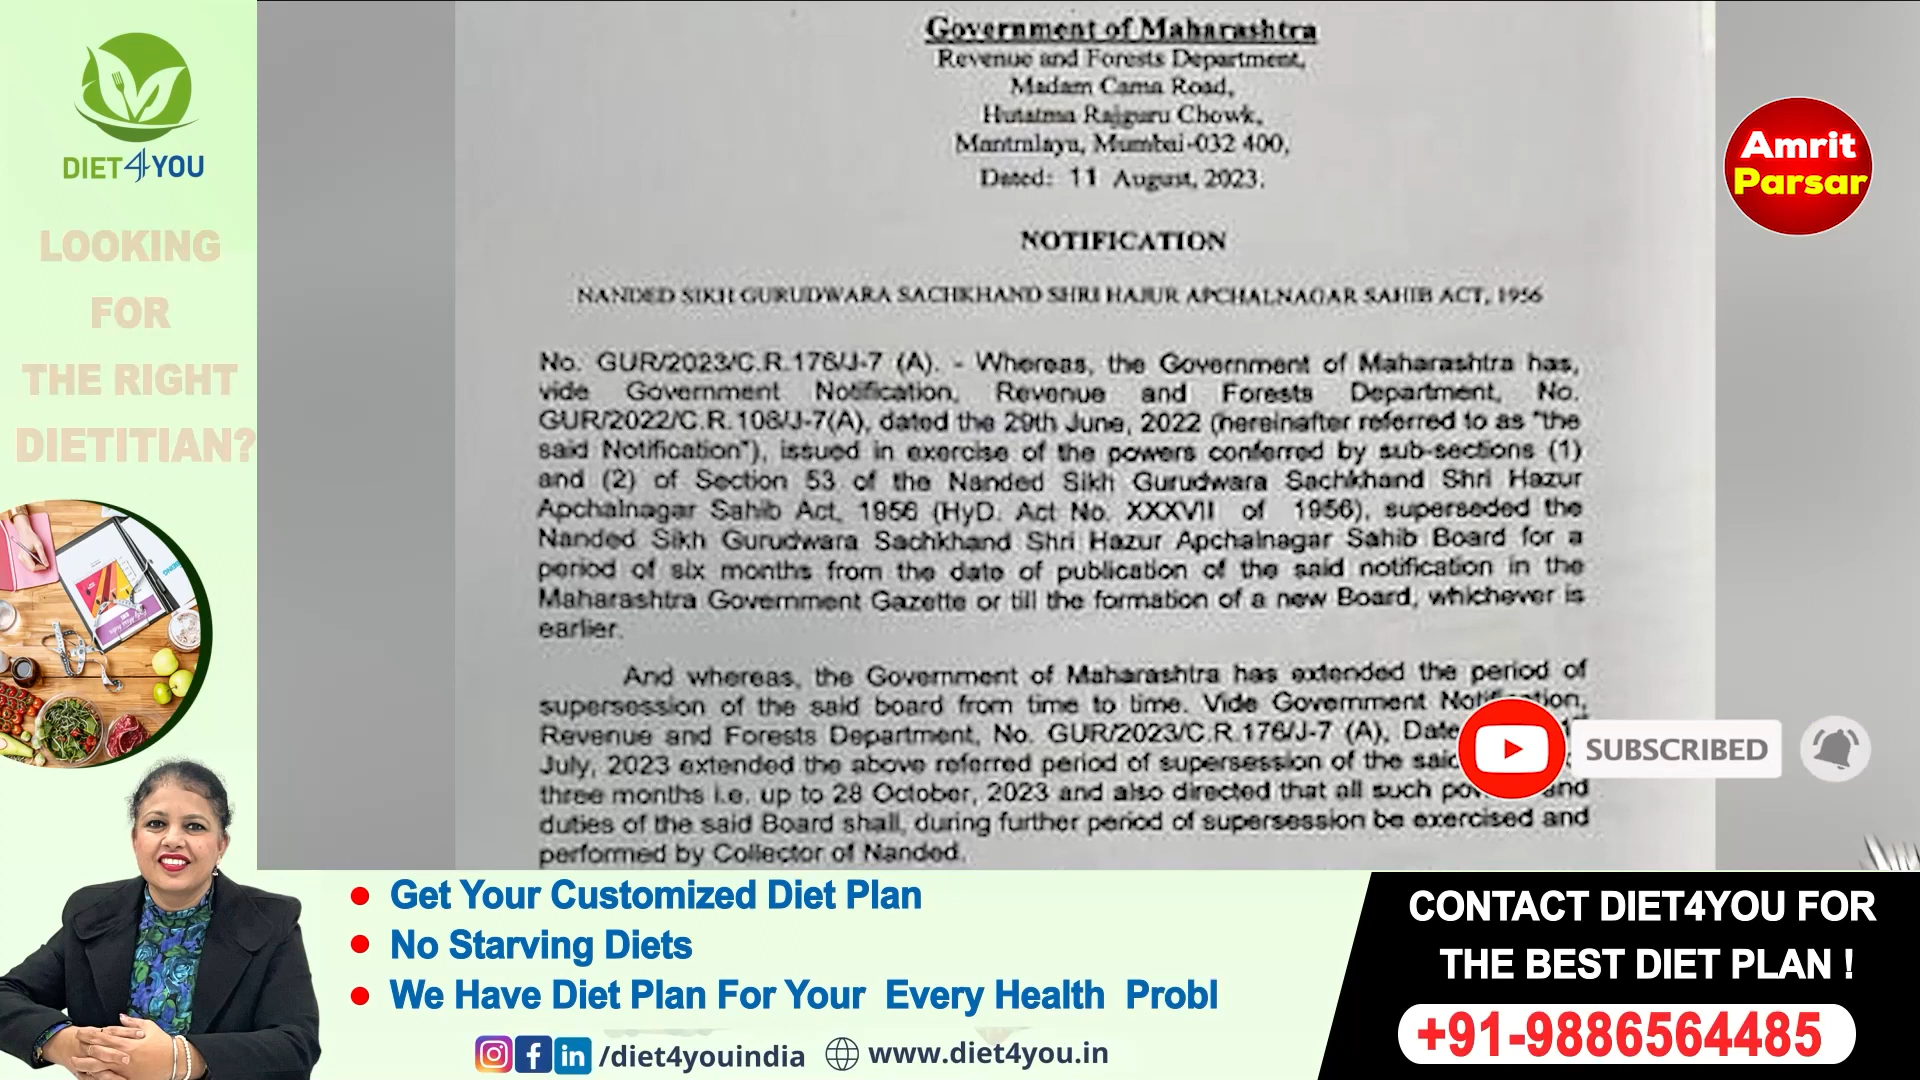 Government of Maharashtra
Revenue and Forests Department,
Madam Cama Road,
Hutatma Rajguru Chowk,
Mantralaya, Mumbai-032 400,
Dated: 11 August, 2023.
NOTIFICATION
NANDED SIKH GURUDWARA SACHKHAND SHRI HAJUR APCHALNAGAR SAHIB ACT, 1956
No. GUR/2023/C.R.176/J-7 (A). - Whereas, the Government of Maharashtra has,
vide Government Notification, Revenue and Forests Department, No.
GUR/2022/C.R.108/J-7(A), dated the 29th June, 2022 (hereinafter referred to as "the
said Notification"), issued in exercise of the powers conferred by sub-sections (1)
and (2) of Section 53 of the Nanded Sikh Gurudwara Sachkhand Shri Hazur
Apchalnagar Sahib Act, 1956 (HyD. Act No. XXXVII of 1956), superseded the
Nanded Sikh Gurudwara Sachkhand Shri Hazur Apchalnagar Sahib Board for a
period of six months from the date of publication of the said notification in the
Maharashtra Government Gazette or till the formation of a new Board, whichever is
earlier.
And whereas, the Government of Maharashtra has extended the period of
supersession of the said board from time to time. Vide Government
Revenue and Forests Department, No. GUR/2023/C.R.176/J-7 (A),
July, 2023 extended the above referred period of supersession of the
three months i.e. up to 28 October, 2023 and also directed that all such and
duties of the said Board shall, during further period of supersession be exercised and
performed by Collector of Nanded.
DIET4YOU
LOOKING
FOR
THE RIGHT
DIETITIAN?
Amrit
Parsar
SUBSCRIBED
Get Your Customized Diet Plan
No Starving Diets
We Have Diet Plan For Your Every Health Probl
/diet4youindia www.diet4you.in
CONTACT DIET4YOU FOR
THE BEST DIET PLAN !
+91-9886564485